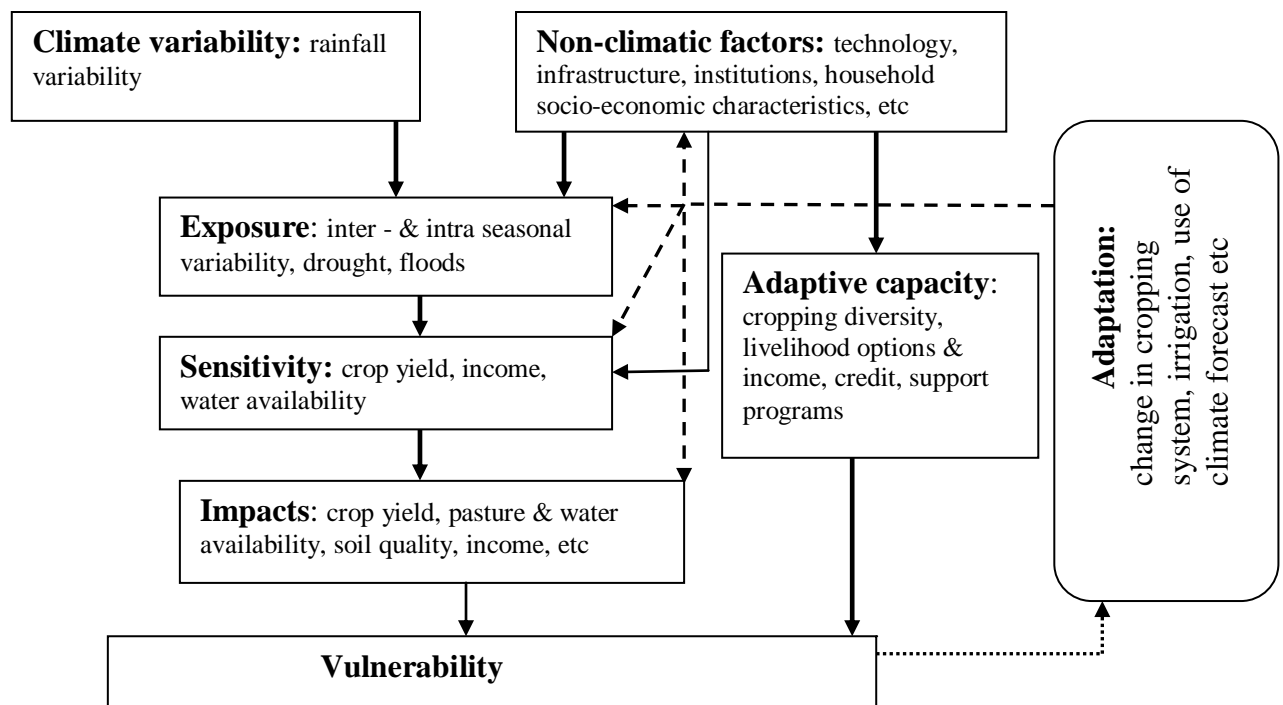 Climate variability: rainfall
variability
Non-climatic factors: technology,
infrastructure, institutions, household
socio-economic characteristics, etc
Exposure: inter - & intra seasonal
variability, drought, floods
Adaptive capacity:
cropping diversity,
livelihood options &
income, credit, support
programs
Adaptation:
change in cropping
system, irrigation, use of
climate forecast etc
Sensitivity: crop yield, income,
water availability
Impacts: crop yield, pasture & water
availability, soil quality, income, etc
Vulnerability